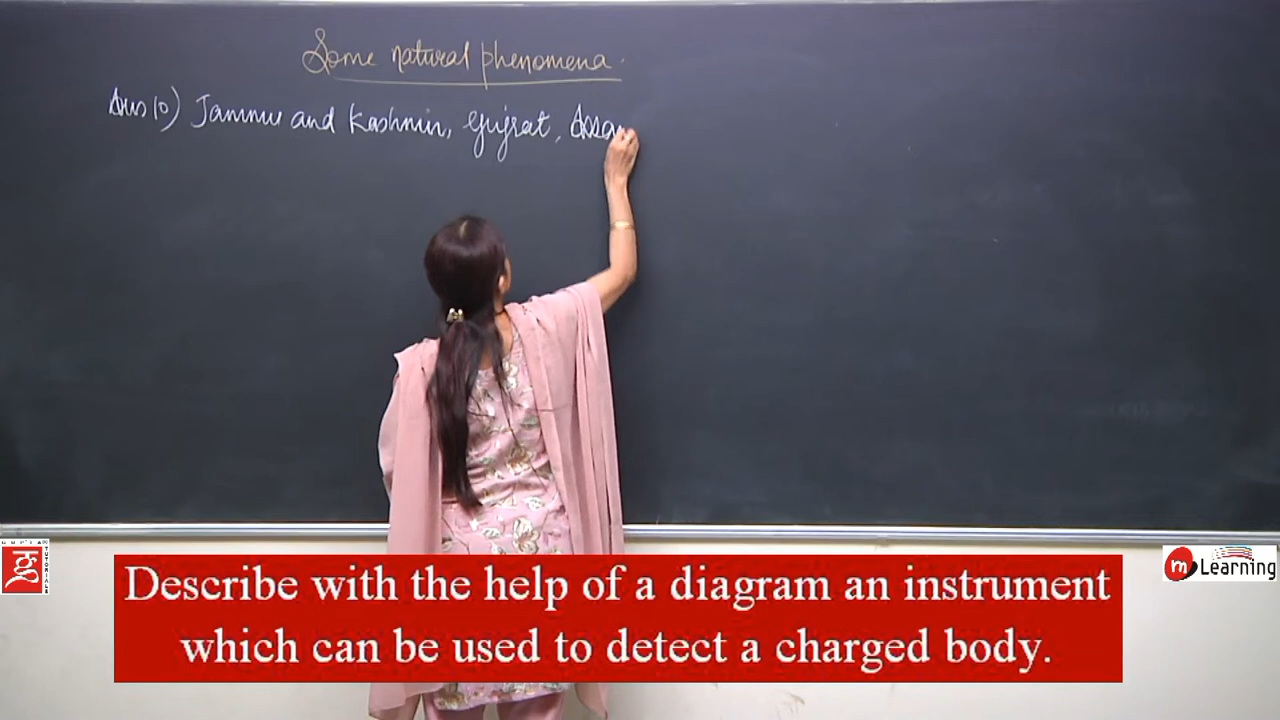 Some natural phenomena.
Ans 10) Jammu and Kashmir, Gujrat, Assam
Describe with the help of a diagram an instrument
which can be used to detect a charged body.
m Learning